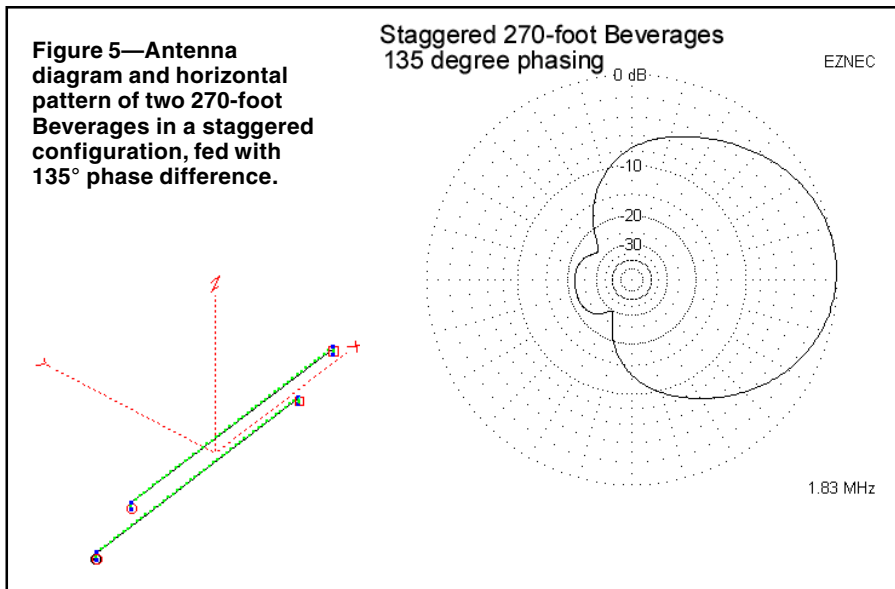 Figure 5—Antenna
diagram and horizontal
pattern of two 270-foot
Beverages in a staggered
configuration, fed with
135° phase difference.
Staggered 270-foot Beverages
135 degree phasing
EZNEC
0 dB
-10
-20
-30
Z
Y
X
1.83 MHz